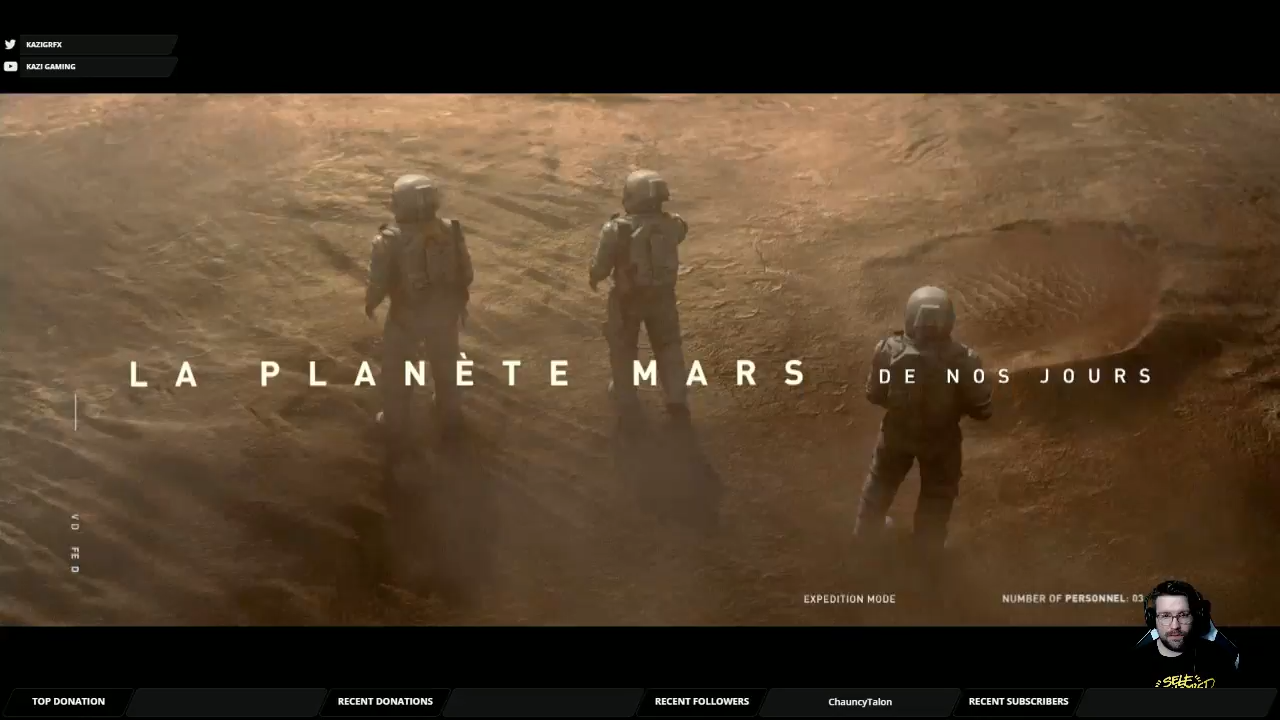 KAZIGRFX
KAZI GAMING
LA PLANÈTE MARS DE NOS JOURS
EXPEDITION MODE
NUMBER OF PERSONNEL: 03
TOP DONATION
RECENT DONATIONS
RECENT FOLLOWERS
ChauncyTalon
RECENT SUBSCRIBERS